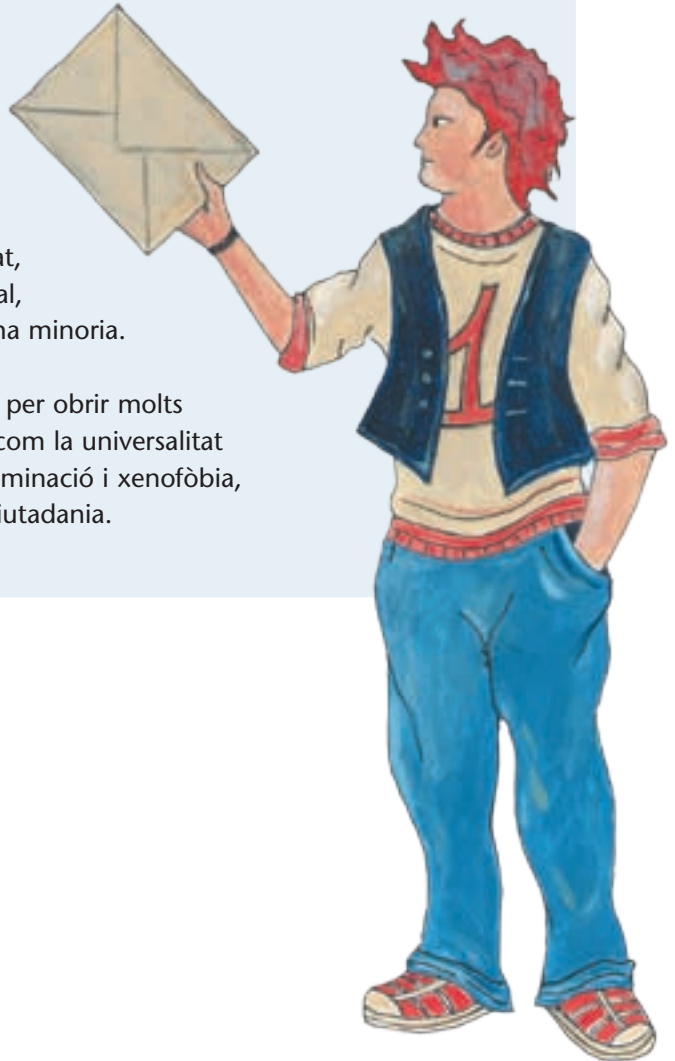 at,
al,
na minoria.
per obrir molts
com la universalitat
minació i xenofòbia,
iutadania.
1